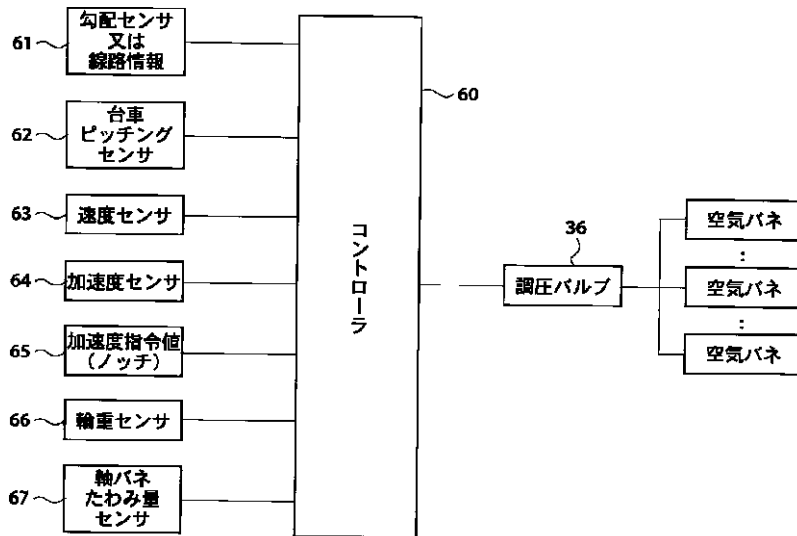 61
勾配センサ
又は
線路情報
60
62
台車
ピッチング
センサ
63
速度センサ
64
加速度センサ
65
加速度指令値
(ノッチ)
66
輪重センサ
67
軸バネ
たわみ量
センサ
コントローラ
36
調圧バルブ
空気バネ
:
空気バネ
:
空気バネ